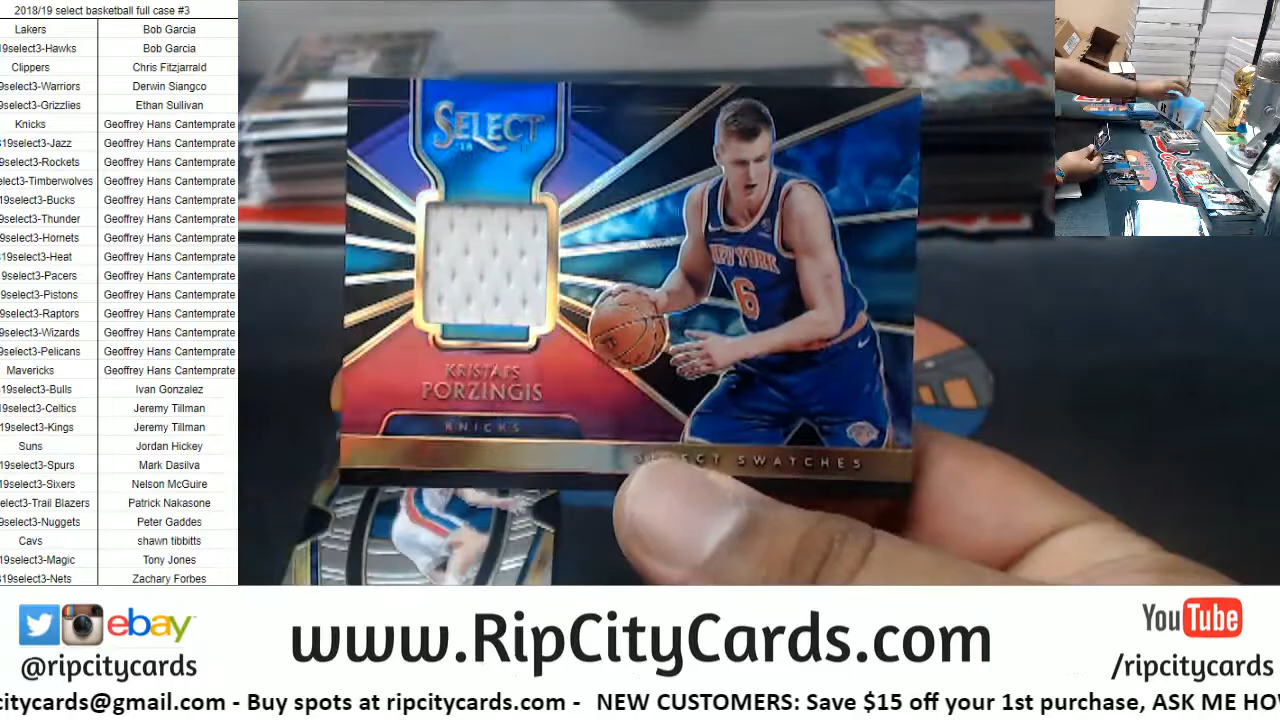 2018/19 select basketball full case #3
Lakers Bob Garcia
19select3-Hawks Bob Garcia
Clippers Chris Fitzjarrald
9select3-Warriors Derwin Siangco
9select3-Grizzlies Ethan Sullivan
Knicks Geoffrey Hans Cantemprate
19select3-Jazz Geoffrey Hans Cantemprate
9select3-Rockets Geoffrey Hans Cantemprate
elect3-Timberwolves Geoffrey Hans Cantemprate
9select3-Bucks Geoffrey Hans Cantemprate
9select3-Thunder Geoffrey Hans Cantemprate
9select3-Hornets Geoffrey Hans Cantemprate
19select3-Heat Geoffrey Hans Cantemprate
9select3-Pacers Geoffrey Hans Cantemprate
9select3-Pistons Geoffrey Hans Cantemprate
9select3-Raptors Geoffrey Hans Cantemprate
9select3-Wizards Geoffrey Hans Cantemprate
9select3-Pelicans Geoffrey Hans Cantemprate
Mavericks Geoffrey Hans Cantemprate
19select3-Bulls Ivan Gonzalez
9select3-Celtics Jeremy Tillman
19select3-Kings Jeremy Tillman
Suns Jordan Hickey
19select3-Spurs Mark Dasilva
9select3-Sixers Nelson McGuire
elect3-Trail Blazers Patrick Nakasone
9select3-Nuggets Peter Gaddes
Cavs shawn tibbitts
19select3-Magic Tony Jones
19select3-Nets Zachary Forbes
SELECT
NEW YORK
6
KRISTAPS
PORZINGIS
KNICKS
SELECT SWATCHES
ebay
@ripcitycards
www.RipCityCards.com
YouTube
/ripcitycards
citycards@gmail.com - Buy spots at ripcitycards.com - NEW CUSTOMERS: Save $15 off your 1st purchase, ASK ME HO